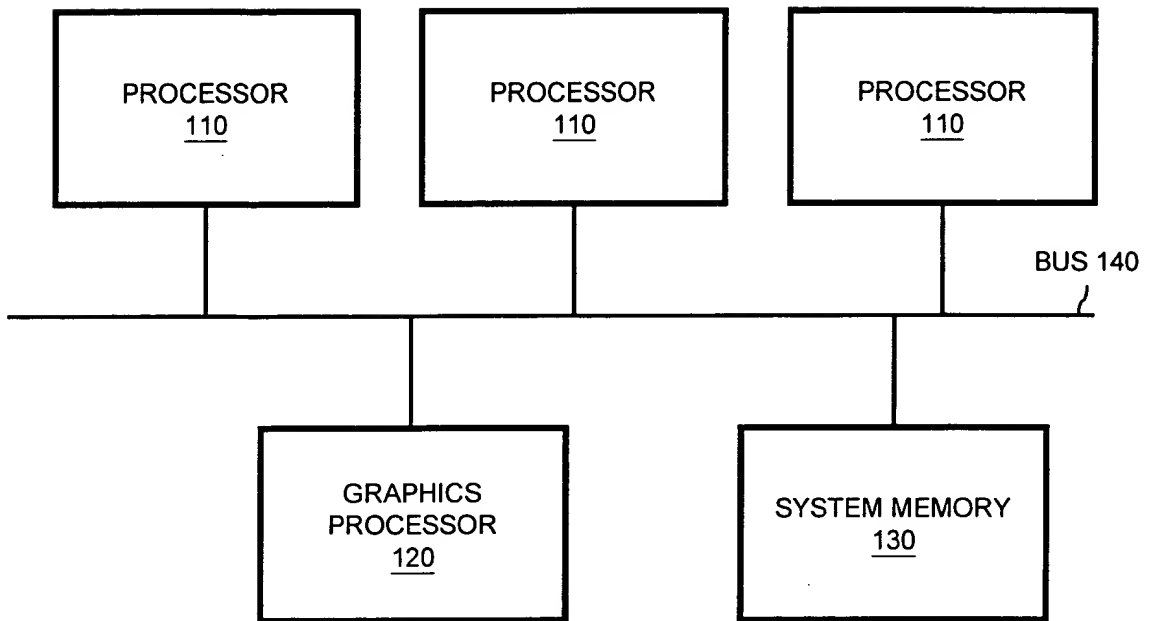 PROCESSOR
110
PROCESSOR
110
PROCESSOR
110
BUS 140
GRAPHICS
PROCESSOR
120
SYSTEM MEMORY
130